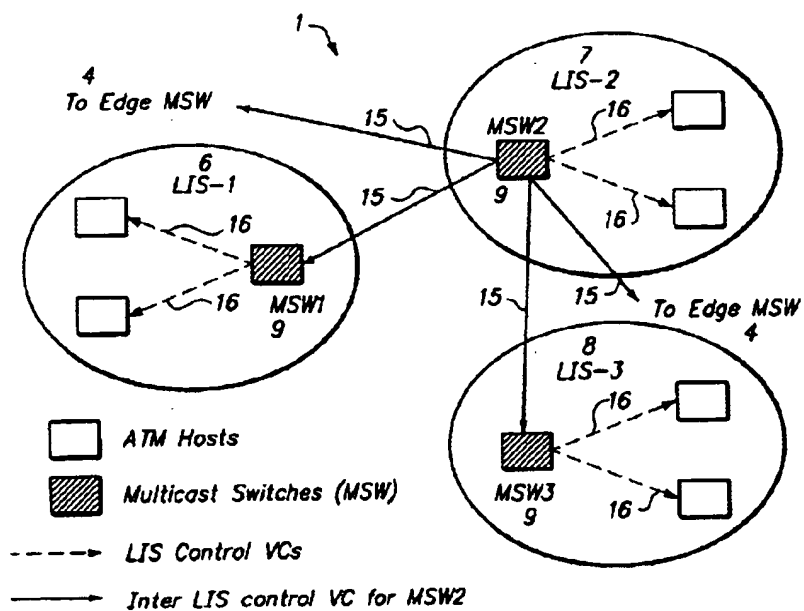 1
4
To Edge MSW
15
7
LIS-2
MSW2
9
16
16
15
6
LIS-1
16
16
MSW1
9
15
15
To Edge MSW
4
8
LIS-3
16
MSW3
9
16
ATM Hosts
Multicast Switches (MSW)
LIS Control VCs
Inter LIS control VC for MSW2